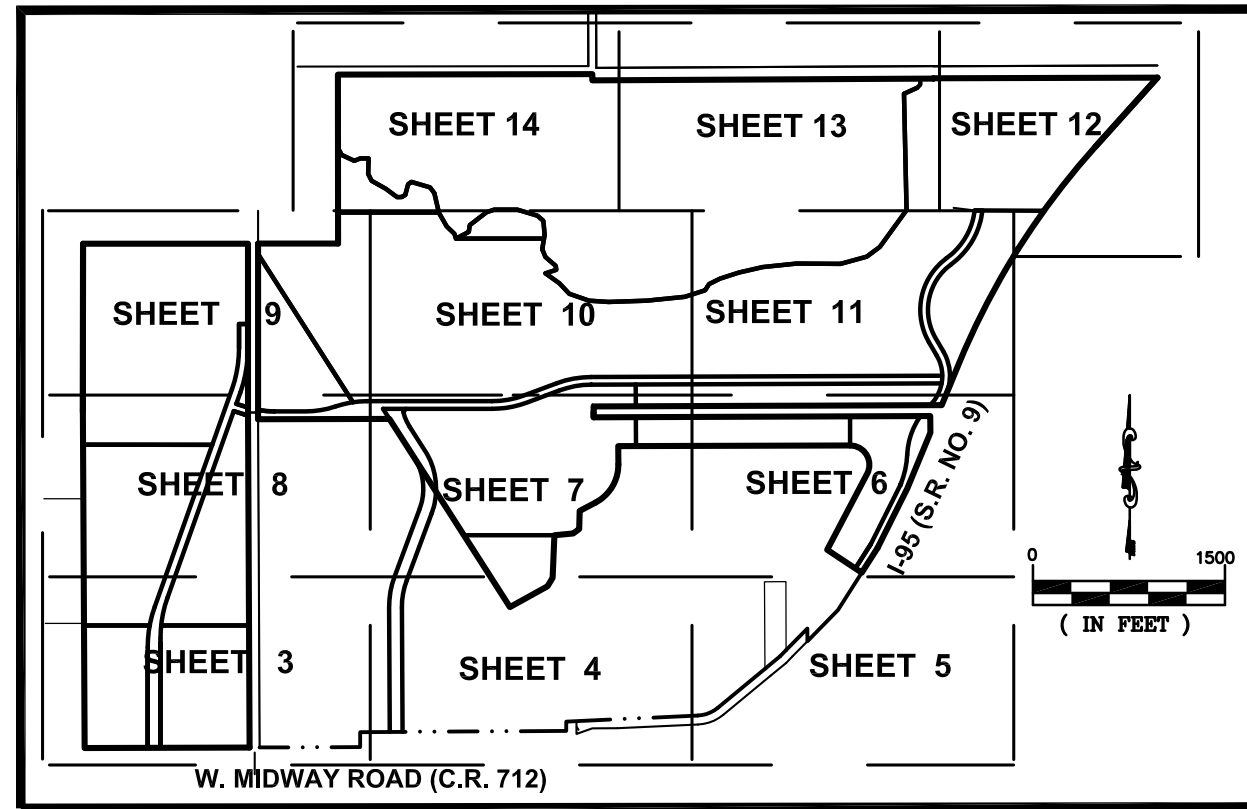 SHEET 14
SHEET 13
SHEET 12
SHEET 9
SHEET 10
SHEET 11
SHEET 8
SHEET 7
SHEET 6
I-95 (S.R. NO. 9)
0 1500
( IN FEET )
SHEET 3
SHEET 4
SHEET 5
W. MIDWAY ROAD (C.R. 712)